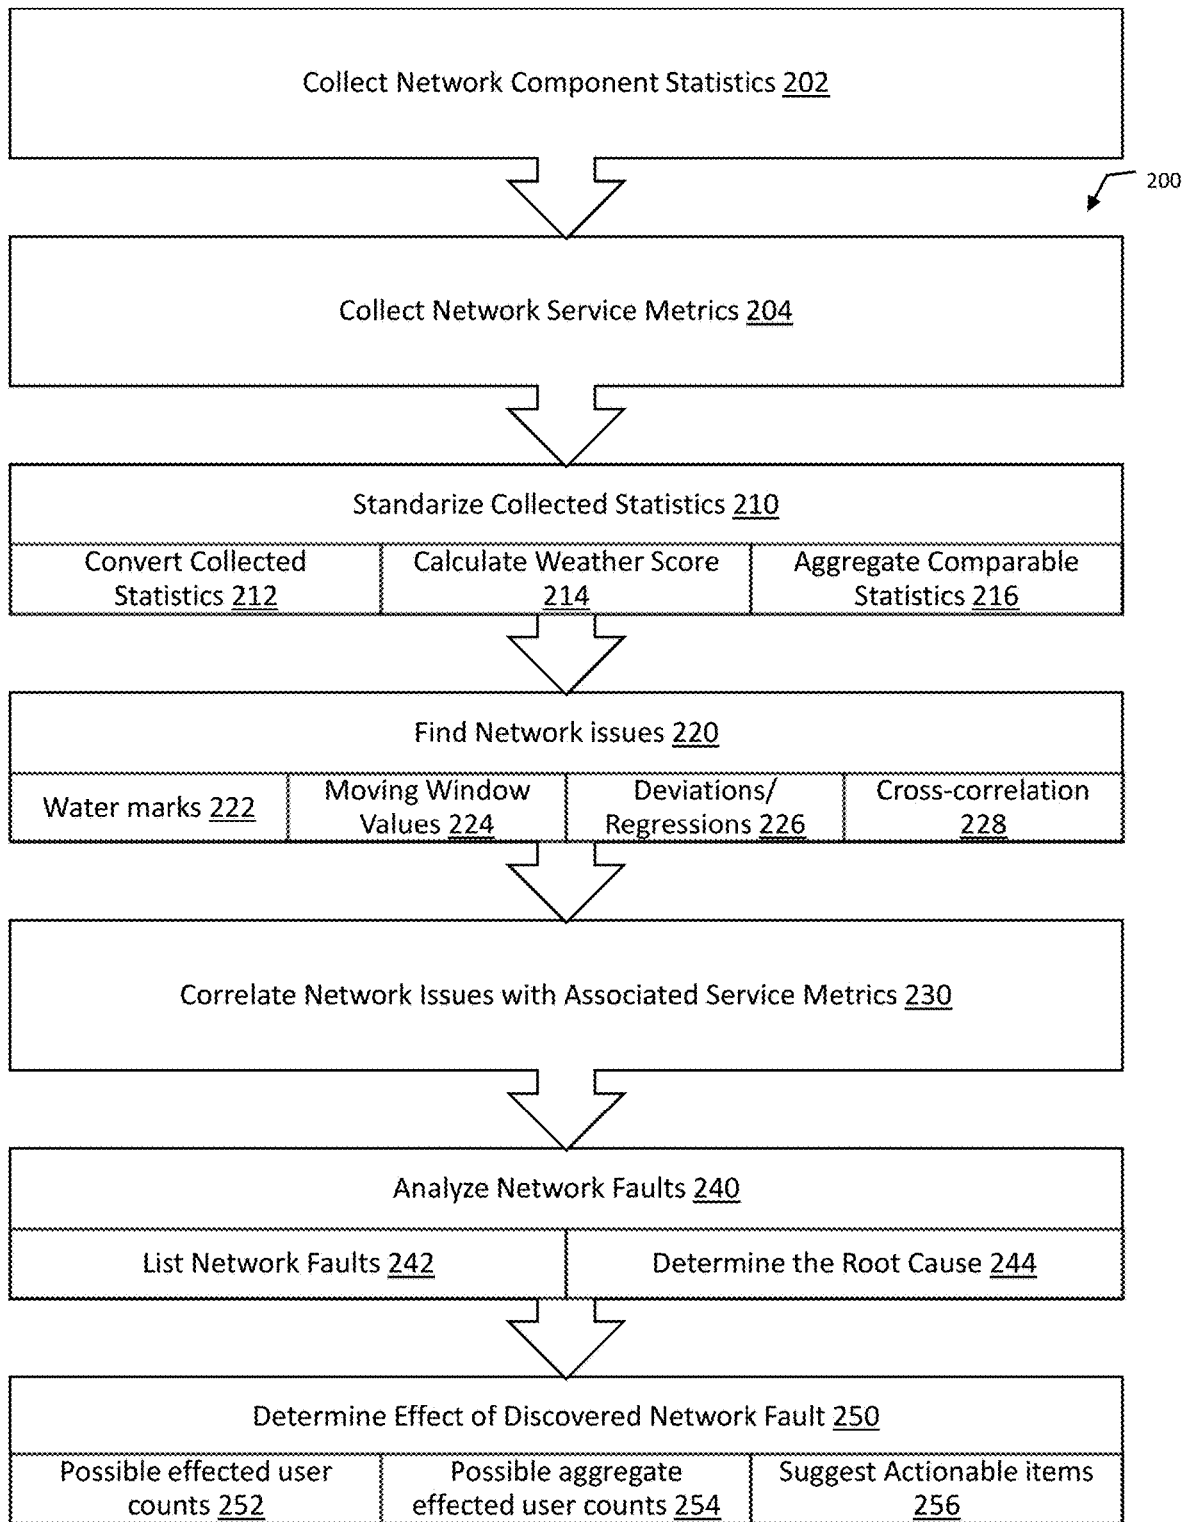 Collect Network Component Statistics 202
200
Collect Network Service Metrics 204
Standarize Collected Statistics 210
Convert Collected
Statistics 212
Calculate Weather Score
214
Aggregate Comparable
Statistics 216
Find Network issues 220
Water marks 222
Moving Window
Values 224
Deviations/
Regressions 226
Cross-correlation
228
Correlate Network Issues with Associated Service Metrics 230
Analyze Network Faults 240
List Network Faults 242
Determine the Root Cause 244
Determine Effect of Discovered Network Fault 250
Possible effected user
counts 252
Possible aggregate
effected user counts 254
Suggest Actionable items
256